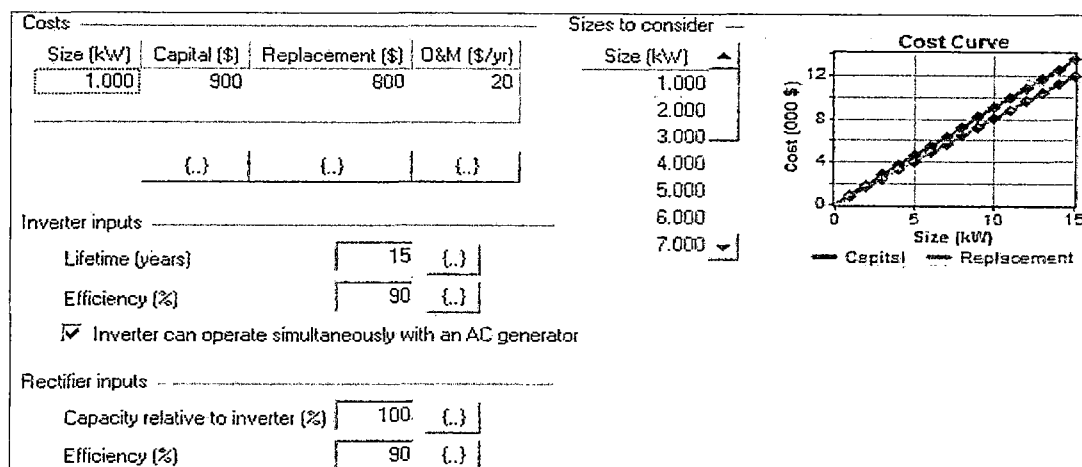 Costs
Size (kW) Capital ($) Replacement ($) O&M ($/yr)
1.000 900 800 20
{..} {..} {..}
Inverter inputs
Lifetime (years) 15 {..}
Efficiency (%) 90 {..}
Inverter can operate simultaneously with an AC generator
Rectifier inputs
Capacity relative to inverter (%) 100 {..}
Efficiency (%) 90 {..}
Sizes to consider
Size (kW)
1.000
2.000
3.000
4.000
5.000
6.000
7.000
Cost Curve
Cost (000 $)
12
8
4
0
0 5 10 15
Size (kW)
Capital Replacement